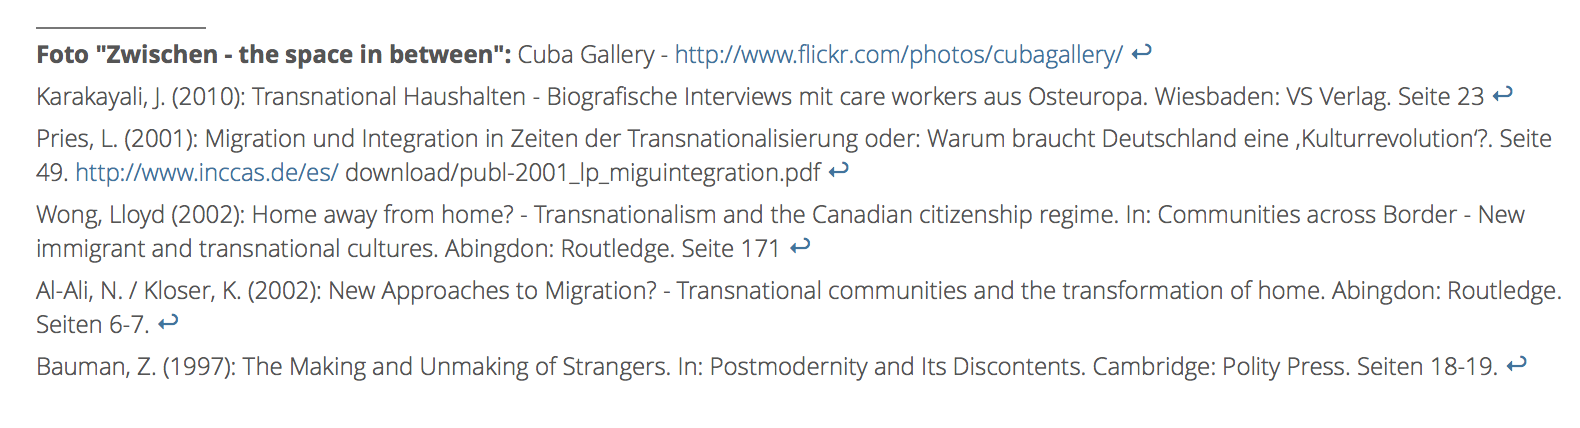 Foto "Zwischen - the space in between": Cuba Gallery - http://www.flickr.com/photos/cubagallery/ ↩
Karakayali, J. (2010): Transnational Haushalten - Biografische Interviews mit care workers aus Osteuropa. Wiesbaden: VS Verlag. Seite 23 ↩
Pries, L. (2001): Migration und Integration in Zeiten der Transnationalisierung oder: Warum braucht Deutschland eine ‚Kulturrevolution‘?. Seite
49. http://www.inccas.de/es/ download/publ-2001_lp_miguintegration.pdf ↩
Wong, Lloyd (2002): Home away from home? - Transnationalism and the Canadian citizenship regime. In: Communities across Border - New
immigrant and transnational cultures. Abingdon: Routledge. Seite 171 ↩
Al-Ali, N. / Kloser, K. (2002): New Approaches to Migration? - Transnational communities and the transformation of home. Abingdon: Routledge.
Seiten 6-7. ↩
Bauman, Z. (1997): The Making and Unmaking of Strangers. In: Postmodernity and Its Discontents. Cambridge: Polity Press. Seiten 18-19. ↩